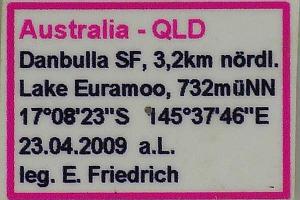 Australia - QLD
Danbulla SF, 3,2km nördl.
Lake Euramoo, 732müNN
17°08'23"S 145°37'46"E
23.04.2009 a.L.
leg. E. Friedrich